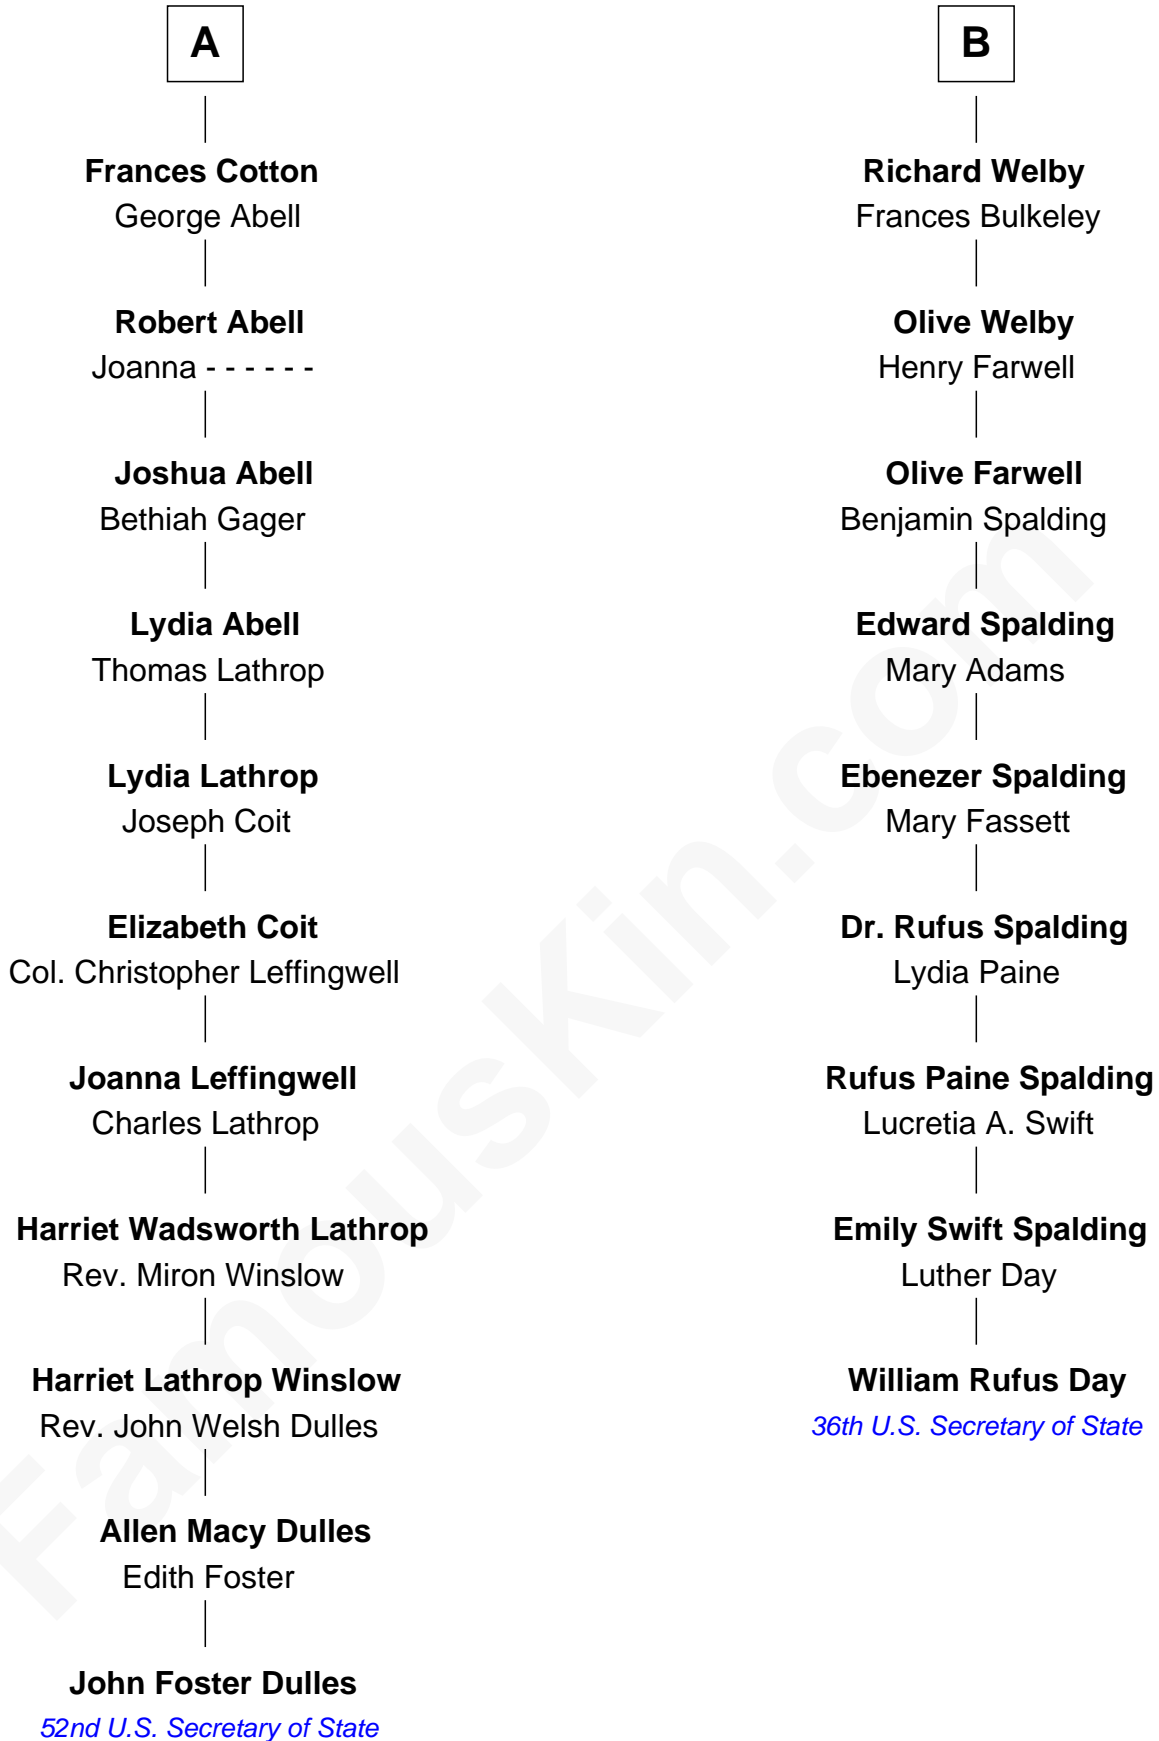 A
Frances Cotton
George Abell
Robert Abell
Joanna - - - - - -
Joshua Abell
Bethiah Gager
Lydia Abell
Thomas Lathrop
Lydia Lathrop
Joseph Coit
Elizabeth Coit
Col. Christopher Leffingwell
Joanna Leffingwell
Charles Lathrop
Harriet Wadsworth Lathrop
Rev. Miron Winslow
Harriet Lathrop Winslow
Rev. John Welsh Dulles
Allen Macy Dulles
Edith Foster
John Foster Dulles
52nd U.S. Secretary of State
B
Richard Welby
Frances Bulkeley
Olive Welby
Henry Farwell
Olive Farwell
Benjamin Spalding
Edward Spalding
Mary Adams
Ebenezer Spalding
Mary Fassett
Dr. Rufus Spalding
Lydia Paine
Rufus Paine Spalding
Lucretia A. Swift
Emily Swift Spalding
Luther Day
William Rufus Day
36th U.S. Secretary of State
FamousKin.com